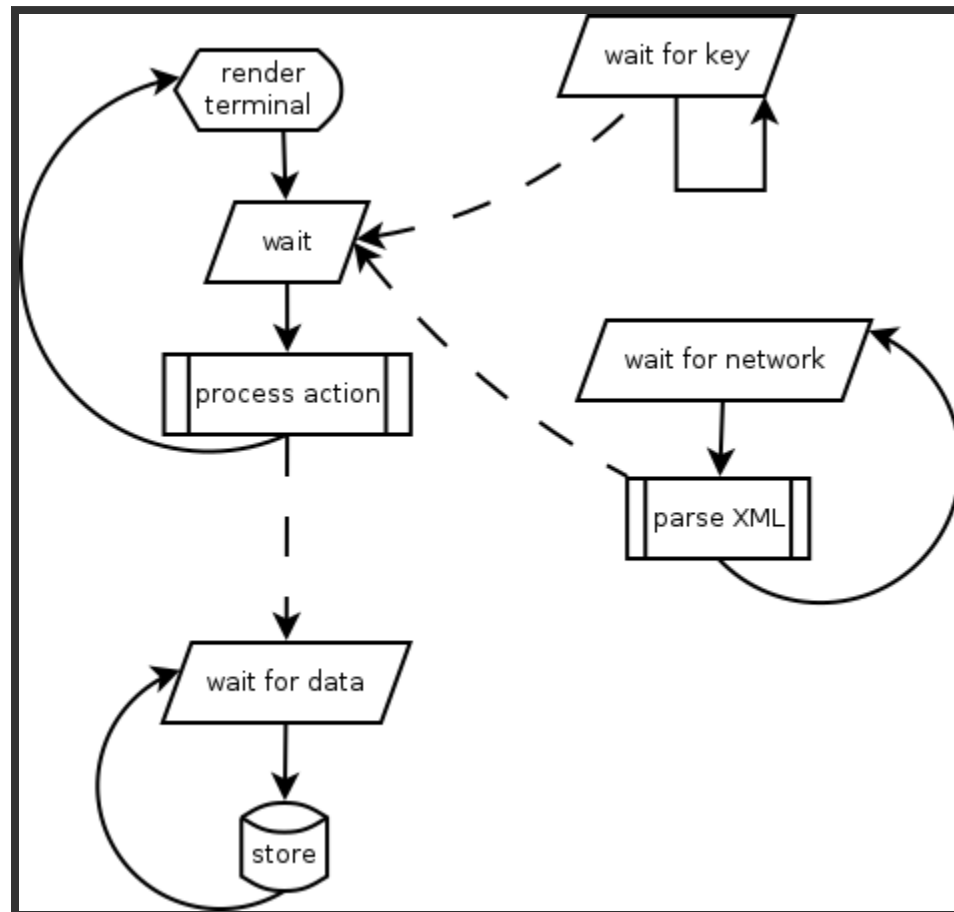 render
terminal
wait for key
wait
wait for network
process action
parse XML
wait for data
store